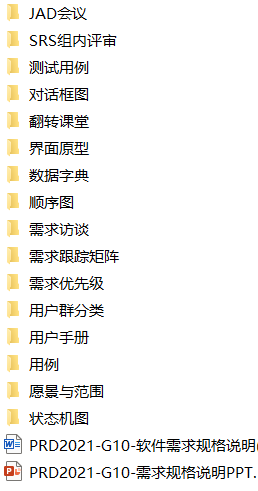 JAD会议
SRS组内评审
测试用例
对话框图
翻转课堂
界面原型
数据字典
顺序图
需求访谈
需求跟踪矩阵
需求优先级
用户群分类
用户手册
用例
愿景与范围
状态机图
PRD2021-G10-软件需求规格说明(
PRD2021-G10-需求规格说明PPT.